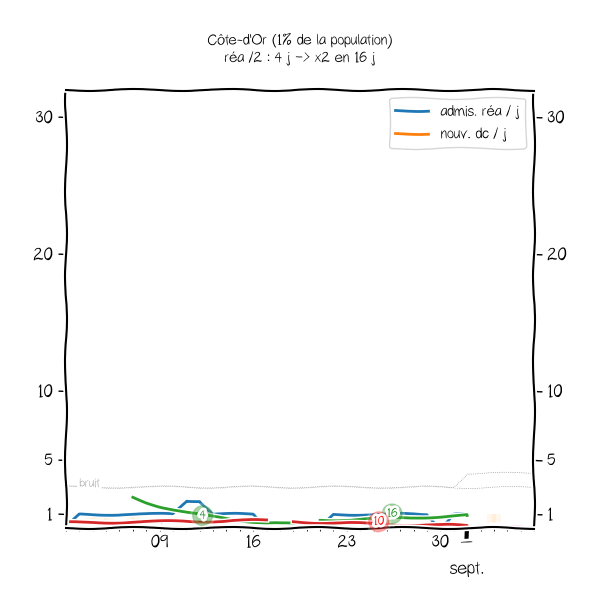 Côte-d'Or (1% de la population)
réa /2 : 4 j -> x2 en 16 j
admis. réa / j
nouv. dc / j
30 30
20 20
10 10
5 5
bruit
1 1
4
16
10
09 16 23 30
sept.